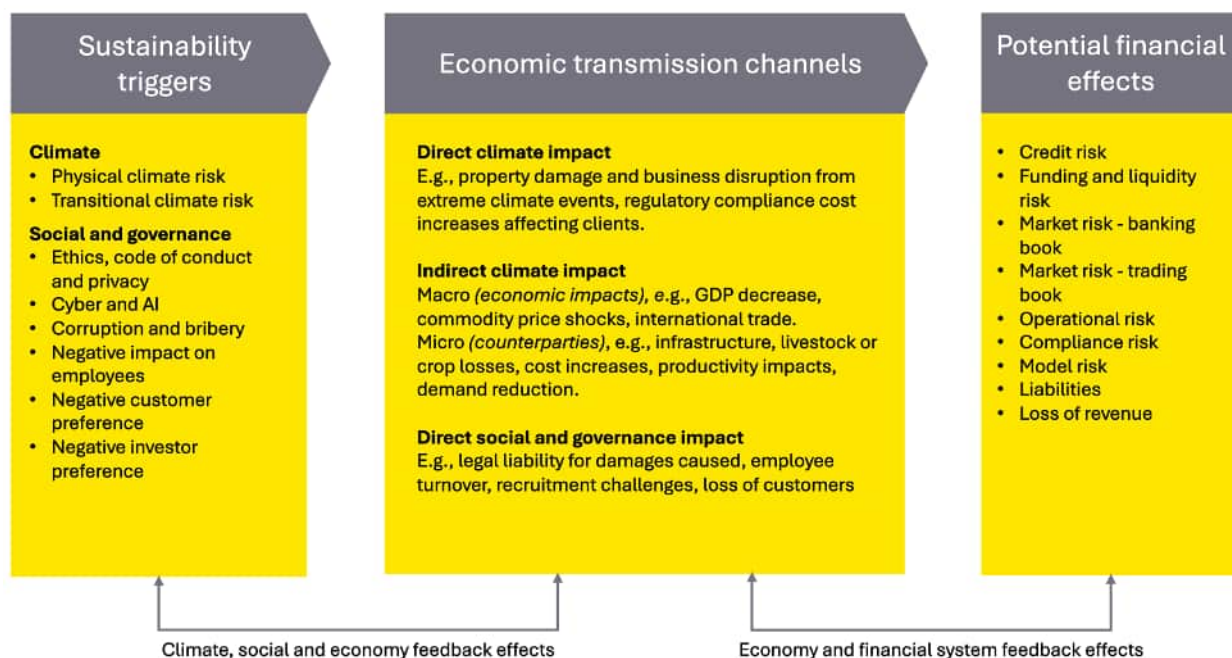 Sustainability
triggers
Economic transmission channels
Potential financial
effects
Climate
• Physical climate risk
• Transitional climate risk
Social and governance
• Ethics, code of conduct
and privacy
• Cyber and AI
• Corruption and bribery
• Negative impact on
employees
• Negative customer
preference
• Negative investor
preference
Direct climate impact
E.g., property damage and business disruption from
extreme climate events, regulatory compliance cost
increases affecting clients.
Indirect climate impact
Macro (economic impacts), e.g., GDP decrease,
commodity price shocks, international trade.
Micro (counterparties), e.g., infrastructure, livestock or
crop losses, cost increases, productivity impacts,
demand reduction.
Direct social and governance impact
E.g., legal liability for damages caused, employee
turnover, recruitment challenges, loss of customers
• Credit risk
• Funding and liquidity
risk
• Market risk - banking
book
• Market risk - trading
book
• Operational risk
• Compliance risk
• Model risk
• Liabilities
• Loss of revenue
Climate, social and economy feedback effects
Economy and financial system feedback effects